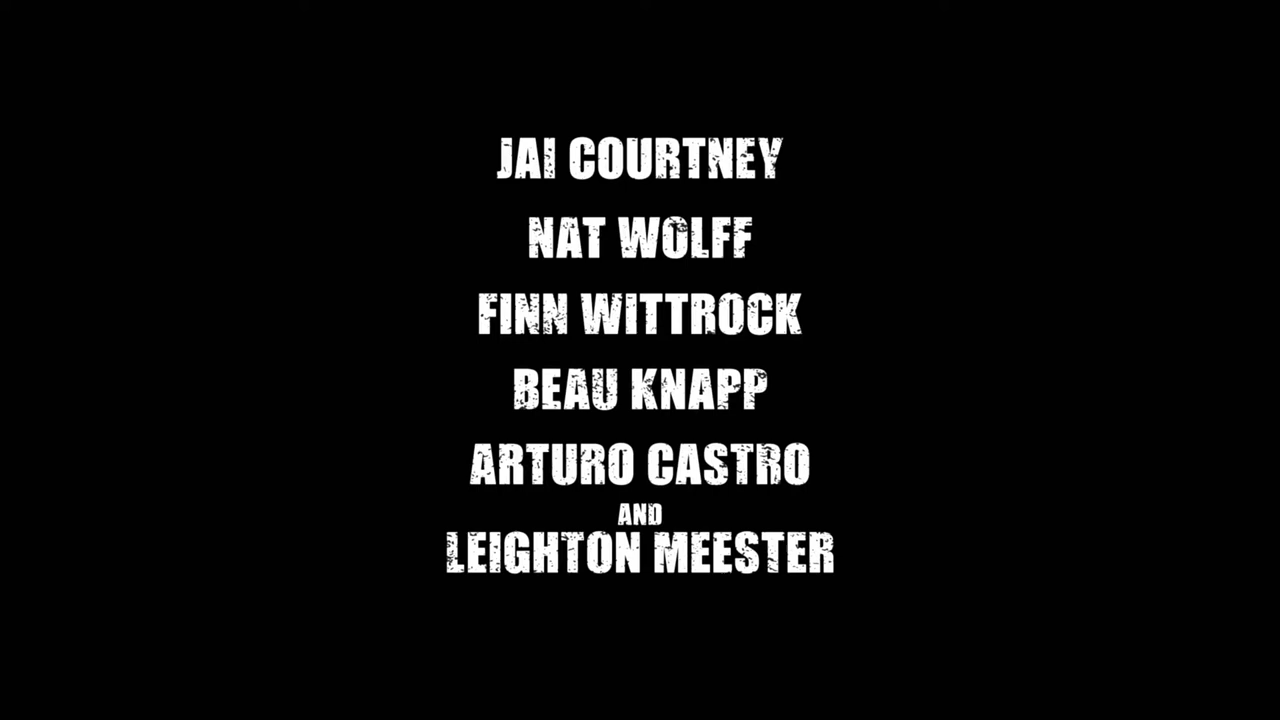 JAI COURTNEY
NAT WOLFF
FINN WITTROCK
BEAU KNAPP
ARTURO CASTRO
AND
LEIGHTON MEESTER